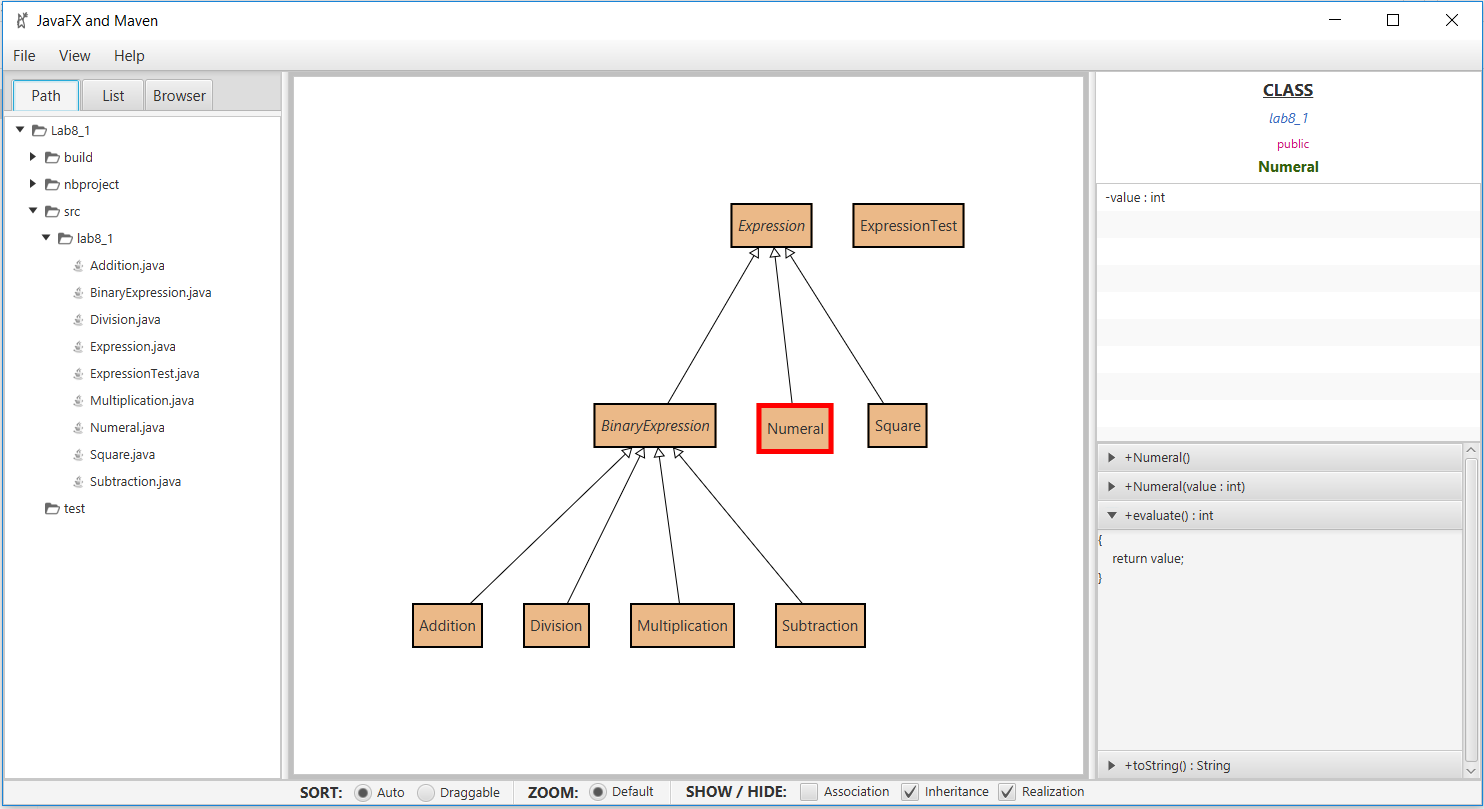 JavaFX and Maven
File View Help
Path List Browser
Lab8_1
build
nbproject
src
lab8_1
Addition.java
BinaryExpression.java
Division.java
Expression.java
ExpressionTest.java
Multiplication.java
Numeral.java
Square.java
Subtraction.java
test
Expression ExpressionTest
BinaryExpression Numeral Square
Addition Division Multiplication Subtraction
CLASS
lab8_1
public
Numeral
-value : int
+Numeral()
+Numeral(value : int)
+evaluate() : int
{
return value;
}
+toString() : String
SORT: Auto Draggable ZOOM: Default SHOW / HIDE: Association Inheritance Realization